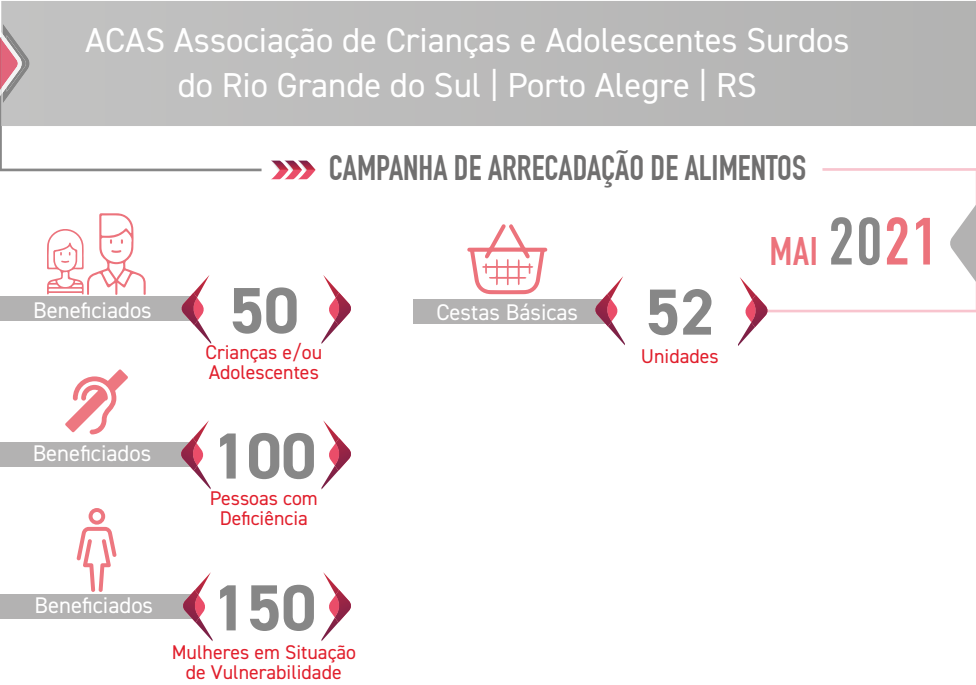 ACAS Associação de Crianças e Adolescentes Surdos
do Rio Grande do Sul | Porto Alegre | RS
CAMPANHA DE ARRECADAÇÃO DE ALIMENTOS
MAI 2021
Beneficiados
50
Crianças e/ou
Adolescentes
Cestas Básicas
52
Unidades
Beneficiados
100
Pessoas com
Deficiência
Beneficiados
150
Mulheres em Situação
de Vulnerabilidade